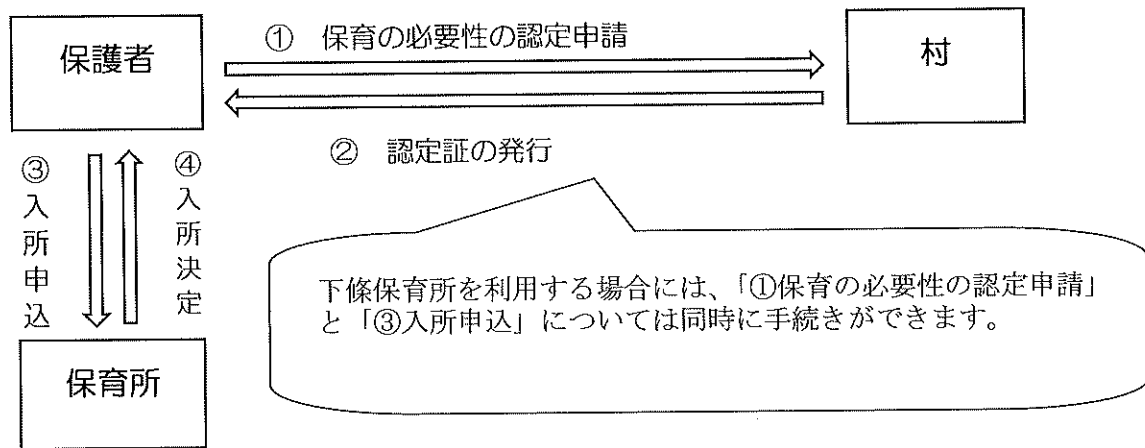 保護者
① 保育の必要性の認定申請
村
② 認定証の発行
③入所申込
④入所決定
下條保育所を利用する場合には、「①保育の必要性の認定申請」
と「③入所申込」については同時に手続きができます。
保育所